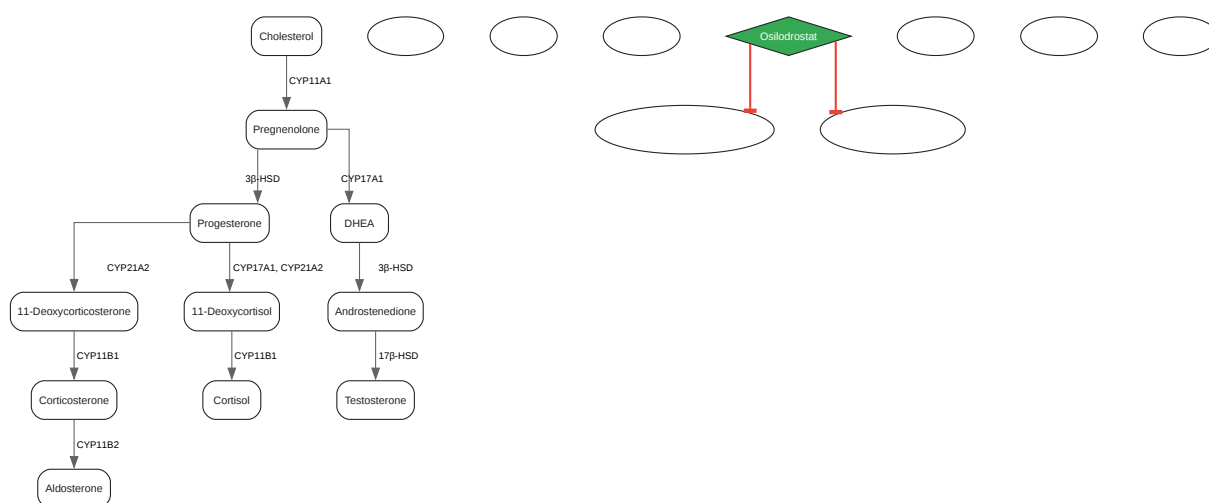 Cholesterol
Osilodrostat
CYP11A1
Pregnenolone
3β-HSD
CYP17A1
Progesterone
DHEA
CYP21A2
CYP17A1, CYP21A2
3β-HSD
11-Deoxycorticosterone
11-Deoxycortisol
Androstenedione
CYP11B1
CYP11B1
17β-HSD
Corticosterone
Cortisol
Testosterone
CYP11B2
Aldosterone